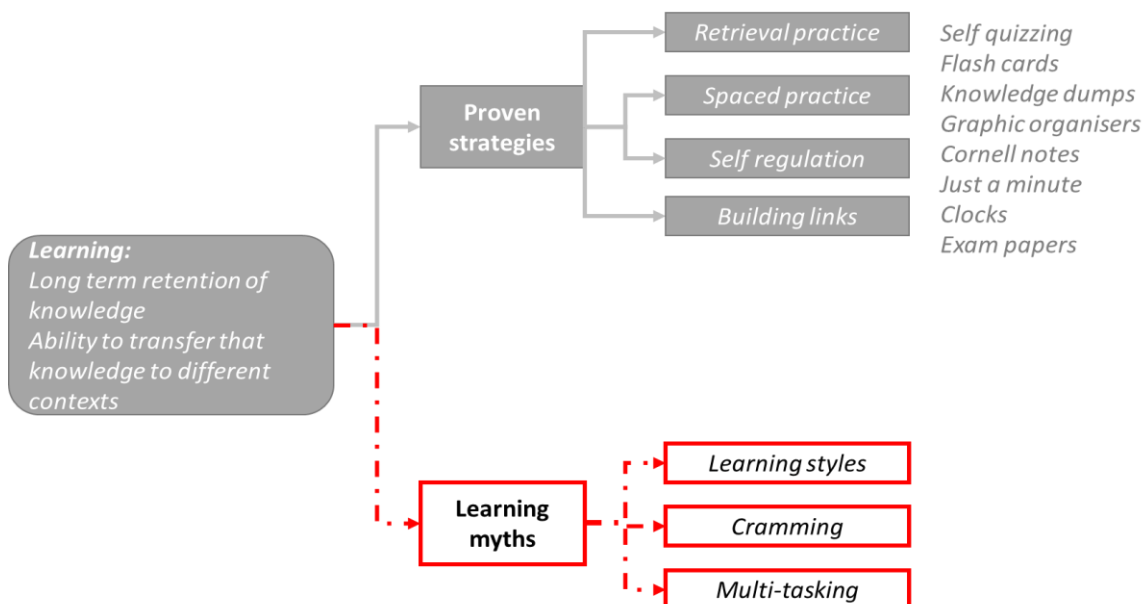 Learning:
Long term retention of
knowledge
Ability to transfer that
knowledge to different
contexts
Proven
strategies
Retrieval practice
Spaced practice
Self regulation
Building links
Self quizzing
Flash cards
Knowledge dumps
Graphic organisers
Cornell notes
Just a minute
Clocks
Exam papers
Learning
myths
Learning styles
Cramming
Multi-tasking